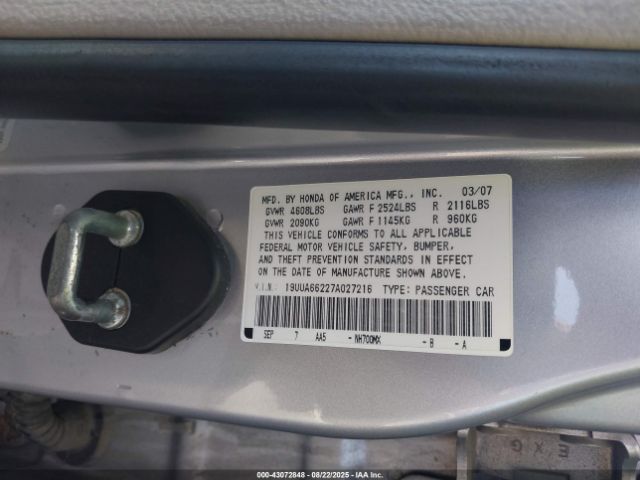 MFD. BY HONDA OF AMERICA MFG., INC. 03/07
GVWR 4608LBS GAWR F 2524LBS R 2116LBS
GVWR 2090KG GAWR F 1145KG R 960KG
THIS VEHICLE CONFORMS TO ALL APPLICABLE
FEDERAL MOTOR VEHICLE SAFETY, BUMPER,
AND THEFT PREVENTION STANDARDS IN EFFECT
ON THE DATE OF MANUFACTURE SHOWN ABOVE.
V.I.N.: 19UUA66227A027216 TYPE: PASSENGER CAR
SEP 7 AA5 - NH700MX - B - A
EXG
000-43072848 - 08/22/2025 - IAA Inc.